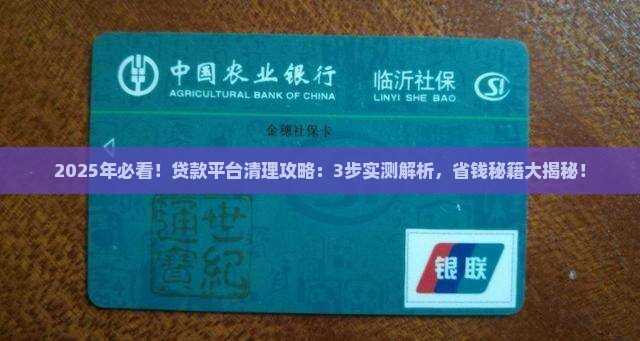 中国农业银行
AGRICULTURAL BANK OF CHINA
临沂社保
LINYI SHE BAO
金穗社保卡
2025年必看！贷款平台清理攻略：3步实测解析，省钱秘籍大揭秘！
世纪
通宝
银联